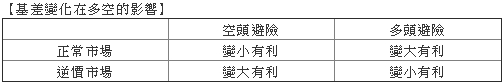 【基差變化在多空的影響】
空頭避險 多頭避險
正常市場 變小有利 變大有利
逆價市場 變大有利 變小有利